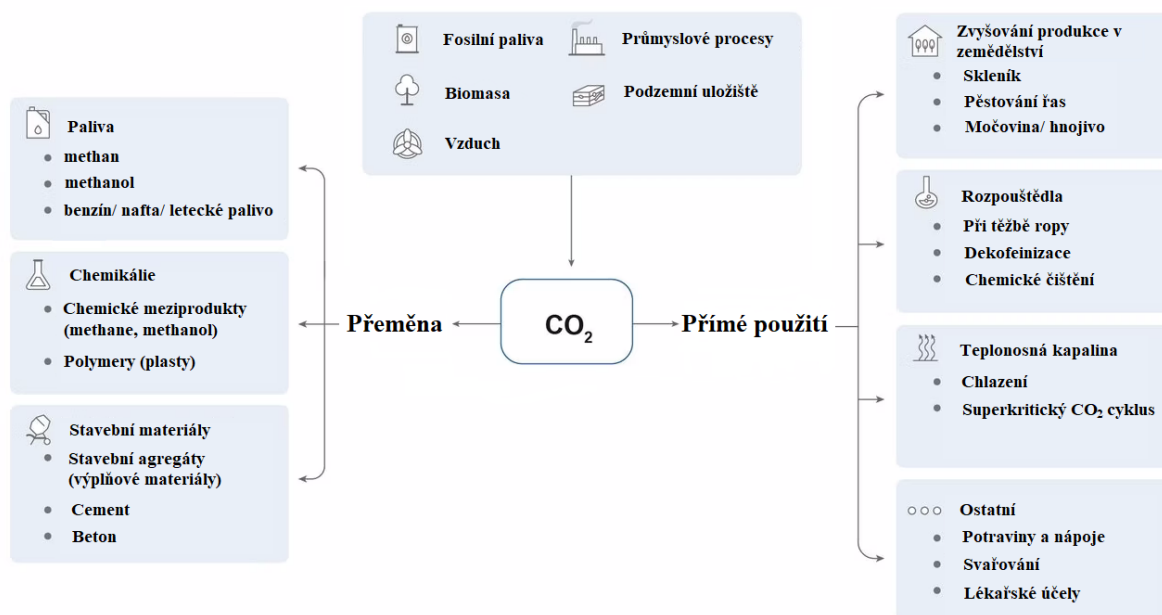 Fosilní paliva
Průmyslové procesy
Biomasa
Podzemní uložiště
Vzduch
Paliva
methan
methanol
benzín/ nafta/ letecké palivo
Chemikálie
Chemické meziprodukty
(methane, methanol)
Polymery (plasty)
Stavební materiály
Stavební agregáty
(výplňové materiály)
Cement
Beton
Přeměna
CO₂
Přímé použití
Zvyšování produkce v
zemědělství
Skleník
Pěstování řas
Močovina/ hnojivo
Rozpouštědla
Při těžbě ropy
Dekofeinizace
Chemické čištění
Teplonosná kapalina
Chlazení
Superkritický CO₂ cyklus
Ostatní
Potraviny a nápoje
Svařování
Lékařské účely